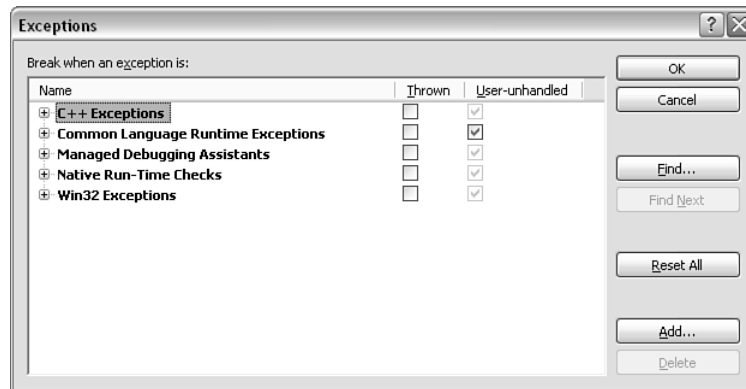 Exceptions
Break when an exception is:
Name Thrown User-unhandled
C++ Exceptions
Common Language Runtime Exceptions
Managed Debugging Assistants
Native Run-Time Checks
Win32 Exceptions
OK
Cancel
Find...
Find Next
Reset All
Add...
Delete